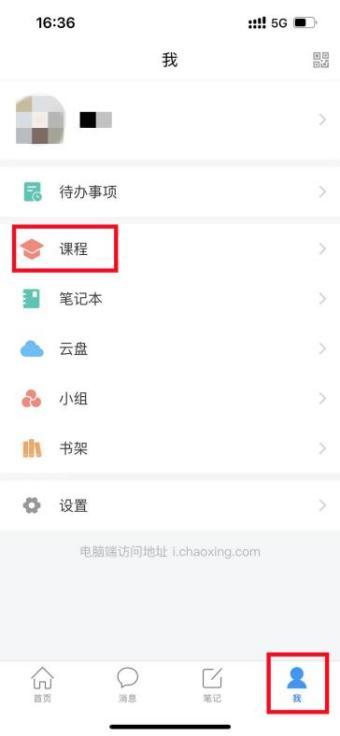 16:36
5G
我
待办事项
课程
笔记本
云盘
小组
书架
设置
电脑端访问地址 i.chaoxing.com
首页
消息
笔记
我